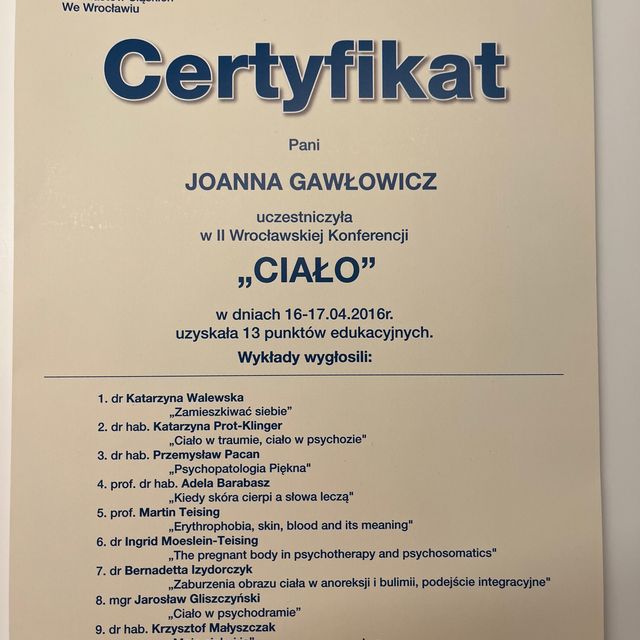 We Wrocławiu
Certyfikat
Pani
JOANNA GAWŁOWICZ
uczestniczyła
w II Wrocławskiej Konferencji
„CIAŁO”
w dniach 16-17.04.2016r.
uzyskała 13 punktów edukacyjnych.
Wykłady wygłosili:
1. dr Katarzyna Walewska
„Zamieszkiwać siebie”
2. dr hab. Katarzyna Prot-Klinger
„Ciało w traumie, ciało w psychozie"
3. dr hab. Przemysław Pacan
„Psychopatologia Piękna"
4. prof. dr hab. Adela Barabasz
„Kiedy skóra cierpi a słowa leczą"
5. prof. Martin Teising
„Erythrophobia, skin, blood and its meaning"
6. dr Ingrid Moeslein-Teising
„The pregnant body in psychotherapy and psychosomatics"
7. dr Bernadetta Izydorczyk
„Zaburzenia obrazu ciała w anoreksji i bulimii, podejście integracyjne"
8. mgr Jarosław Gliszczyński
„Ciało w psychodramie”
9. dr hab. Krzysztof Małyszczak